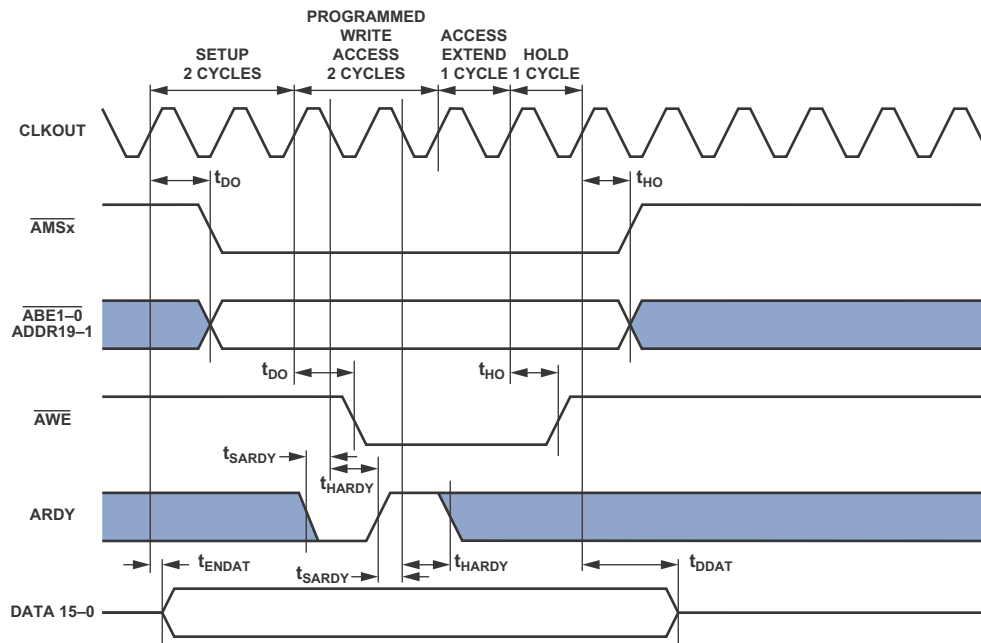 PROGRAMMED
WRITE
ACCESS
2 CYCLES
SETUP
2 CYCLES
ACCESS
EXTEND
1 CYCLE
HOLD
1 CYCLE
CLKOUT
tDO
tHO
AMSx
ABE1–0
ADDR19–1
tDO
tHO
AWE
tSARDY
tHARDY
ARDY
tENDAT
tSARDY
tHARDY
tDDAT
DATA 15–0